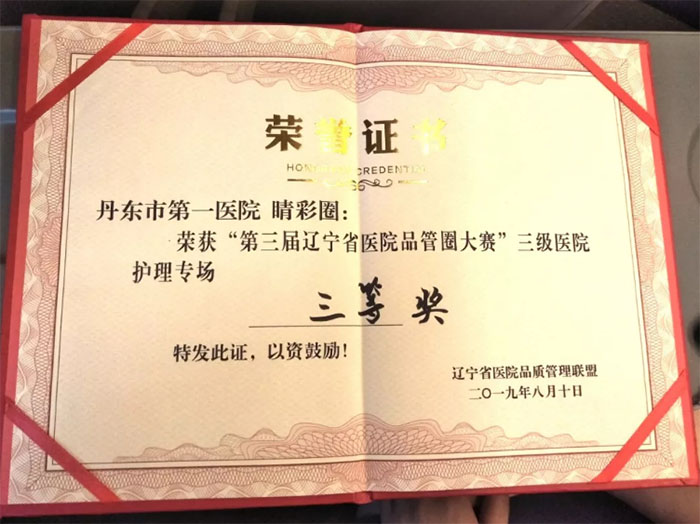 荣誉证书
HONORARY CREDENTIAL
丹东市第一医院 睛彩圈：
荣获“第三届辽宁省医院品管圈大赛”三级医院
护理专场
三等奖
特发此证，以资鼓励！
辽宁省医院品质管理联盟
二〇一九年八月十日